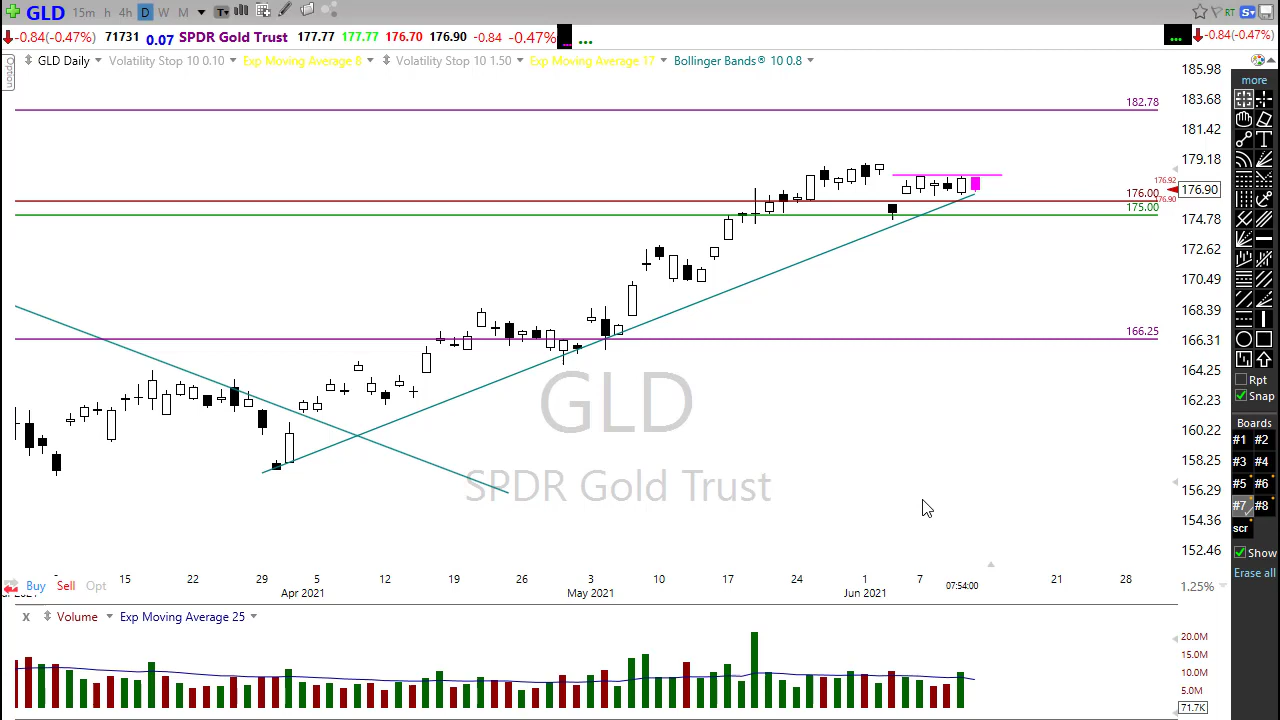 GLD 15m h 4h D W M T RT S
-0.84(-0.47%) 71731 0.07 SPDR Gold Trust 177.77 177.77 176.70 176.90 -0.84 -0.47% ... ... ... -0.84(-0.47%)
Option
GLD Daily Volatility Stop 10 0.10 Exp Moving Average 8 Volatility Stop 10 1.50 Exp Moving Average 17 Bollinger Bands® 10 0.8
185.98
183.68
181.42
179.18
176.90
174.78
172.62
170.49
168.39
166.31
164.25
162.23
160.22
158.25
156.29
154.36
152.46
182.78
176.92
176.00
176.90
175.00
166.25
GLD
SPDR Gold Trust
more
T
Rpt
Snap
Boards
#1 #2
#3 #4
#5 #6
#7 #8
scr
Show
Erase all
Buy Sell Opt
15 22 29 5 12 19 26 3 10 17 24 1 7 07:54:00 21 28
Apr 2021 May 2021 Jun 2021
1.25%
x Volume Exp Moving Average 25
20.0M
15.0M
10.0M
5.0M
71.7K